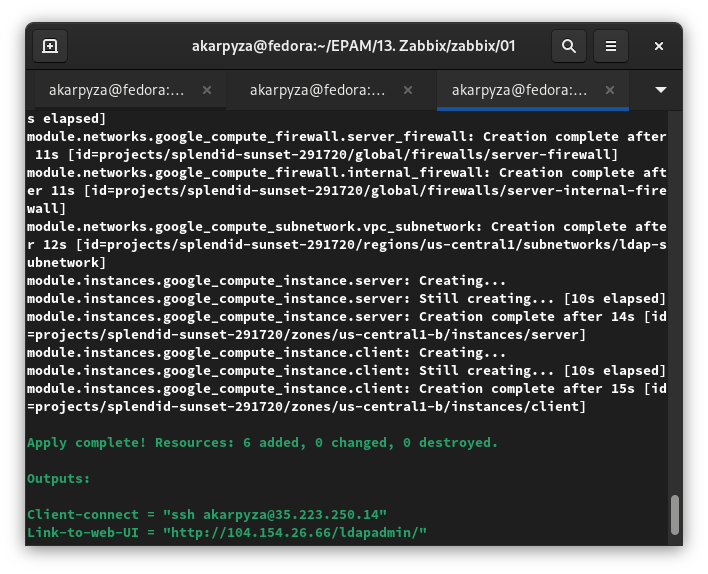 akarpyza@fedora:~/EPAM/13. Zabbix/zabbix/01
akarpyza@fedora:...
akarpyza@fedora:...
akarpyza@fedora:...
s elapsed]
module.networks.google_compute_firewall.server_firewall: Creation complete after
 11s [id=projects/splendid-sunset-291720/global/firewalls/server-firewall]
module.networks.google_compute_firewall.internal_firewall: Creation complete aft
er 11s [id=projects/splendid-sunset-291720/global/firewalls/server-internal-fire
wall]
module.networks.google_compute_subnetwork.vpc_subnetwork: Creation complete afte
r 12s [id=projects/splendid-sunset-291720/regions/us-central1/subnetworks/ldap-s
ubnetwork]
module.instances.google_compute_instance.server: Creating...
module.instances.google_compute_instance.server: Still creating... [10s elapsed]
module.instances.google_compute_instance.server: Creation complete after 14s [id
=projects/splendid-sunset-291720/zones/us-central1-b/instances/server]
module.instances.google_compute_instance.client: Creating...
module.instances.google_compute_instance.client: Still creating... [10s elapsed]
module.instances.google_compute_instance.client: Creation complete after 15s [id
=projects/splendid-sunset-291720/zones/us-central1-b/instances/client]
Apply complete! Resources: 6 added, 0 changed, 0 destroyed.
Outputs:
Client-connect = "ssh akarpyza@35.223.250.14"
Link-to-web-UI = "http://104.154.26.66/ldapadmin/"